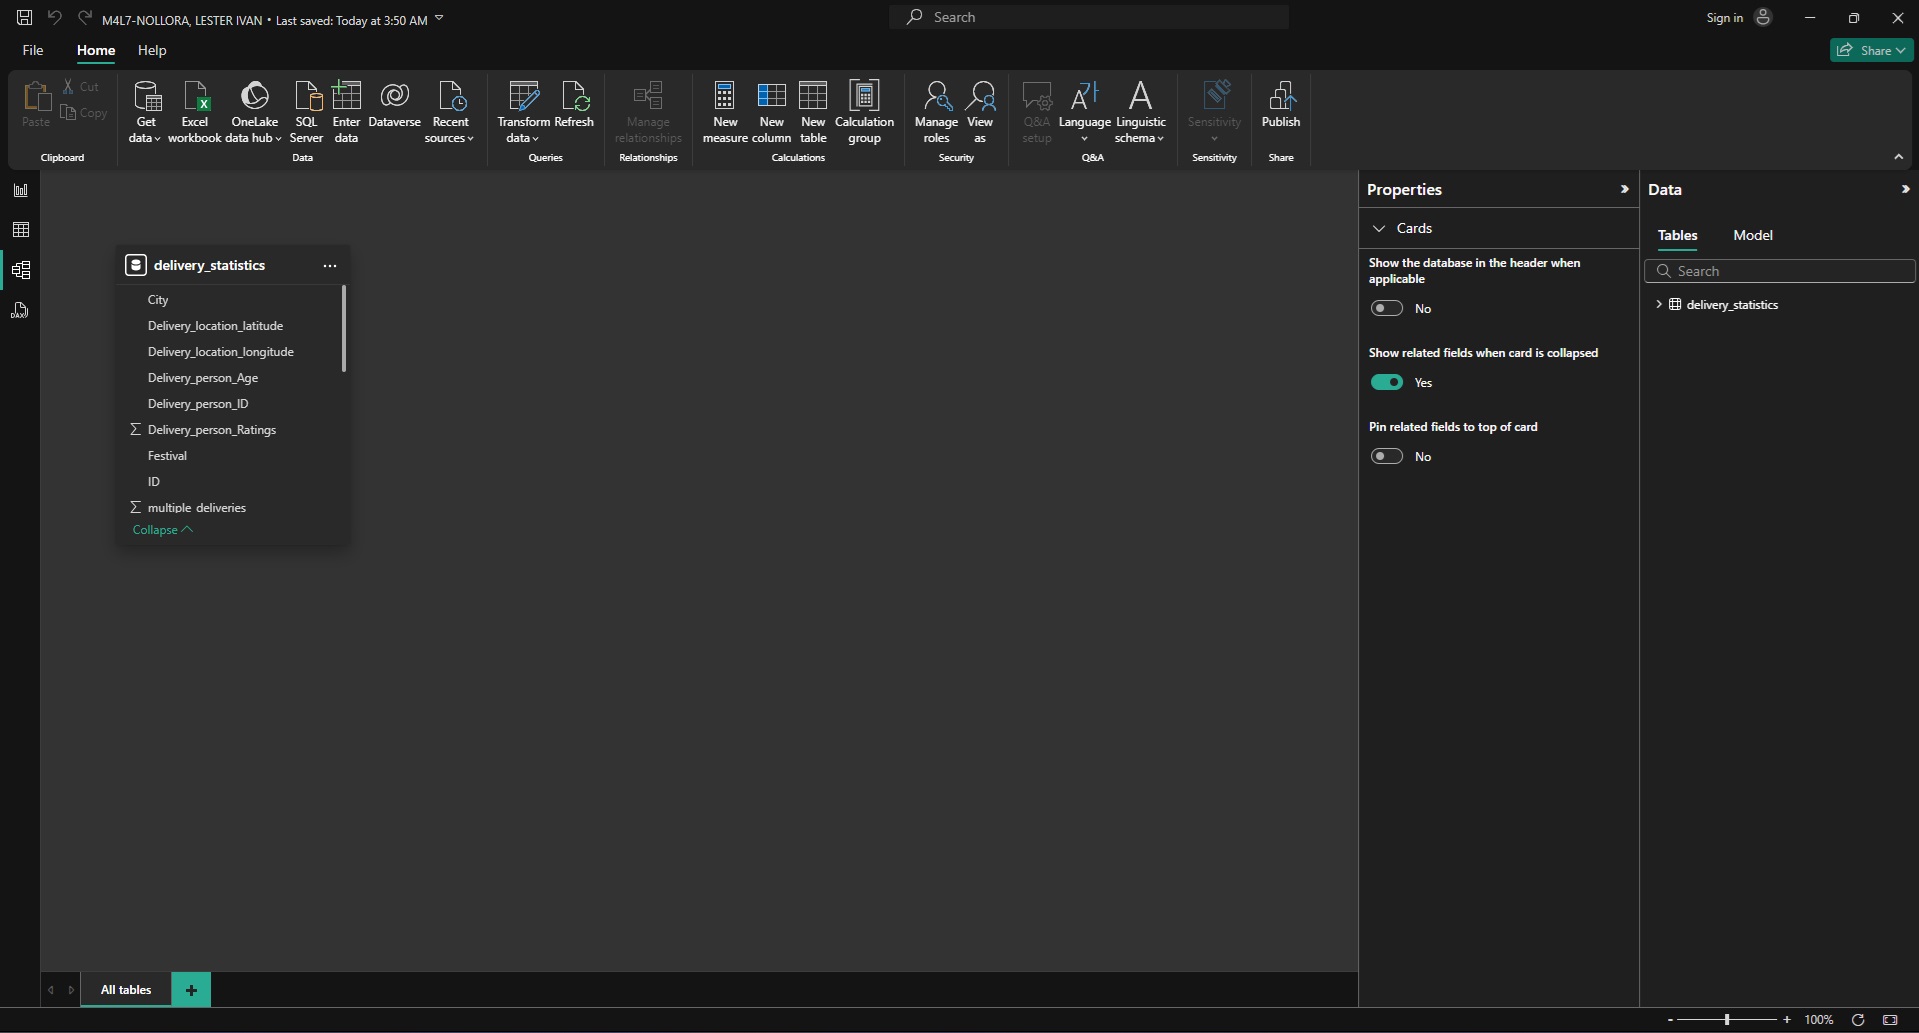 M4L7-NOLLORA, LESTER IVAN • Last saved: Today at 3:50 AM
Search
Sign in
File
Home
Help
Share
Paste
Cut
Copy
Clipboard
Get data
Excel workbook
OneLake data hub
SQL Server
Enter data
Dataverse
Recent sources
Data
Transform data
Refresh
Queries
Manage relationships
Relationships
New measure
New column
New table
Calculation group
Calculations
Manage roles
View as
Security
Q&A setup
Language
Linguistic schema
Q&A
Sensitivity
Sensitivity
Publish
Share
DAX
delivery_statistics
City
Delivery_location_latitude
Delivery_location_longitude
Delivery_person_Age
Delivery_person_ID
∑ Delivery_person_Ratings
Festival
ID
∑ multiple_deliveries
Collapse
Properties
Cards
Show the database in the header when
applicable
No
Show related fields when card is collapsed
Yes
Pin related fields to top of card
No
Data
Tables
Model
Search
delivery_statistics
All tables
+
- + 100%